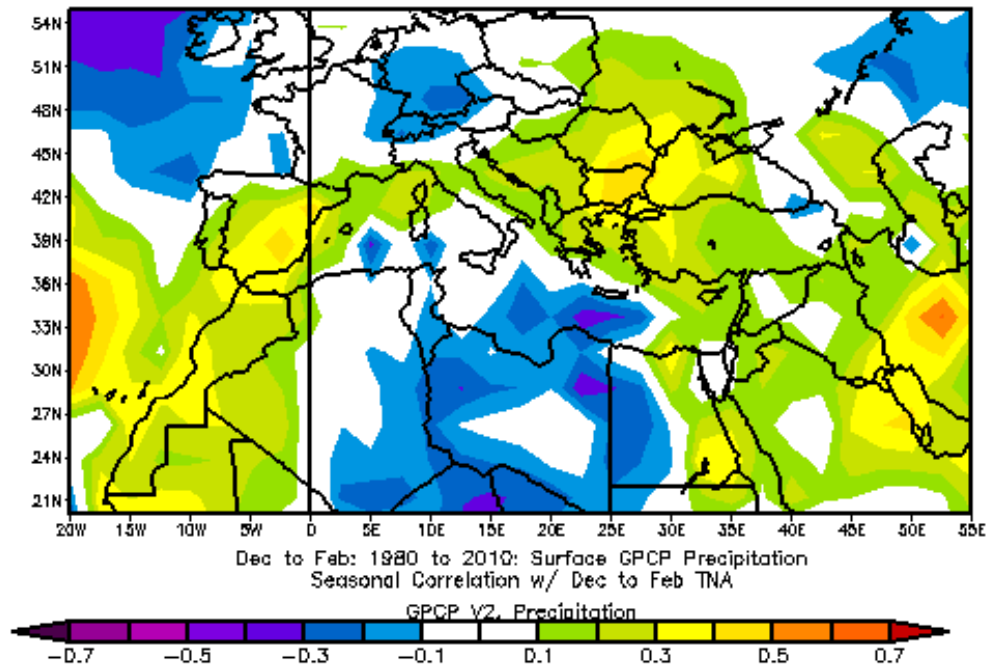 54N
51N
48N
45N
42N
39N
36N
33N
30N
27N
24N
21N
20W 15W 10W 5W 0 5E 10E 15E 20E 25E 30E 35E 40E 45E 50E 55E
Dec to Feb: 1980 to 2010: Surface GPCP Precipitation
Seasonal Correlation w/ Dec to Feb TNA
GPCP V2. Precipitation
-0.7 -0.5 -0.3 -0.1 0.1 0.3 0.5 0.7